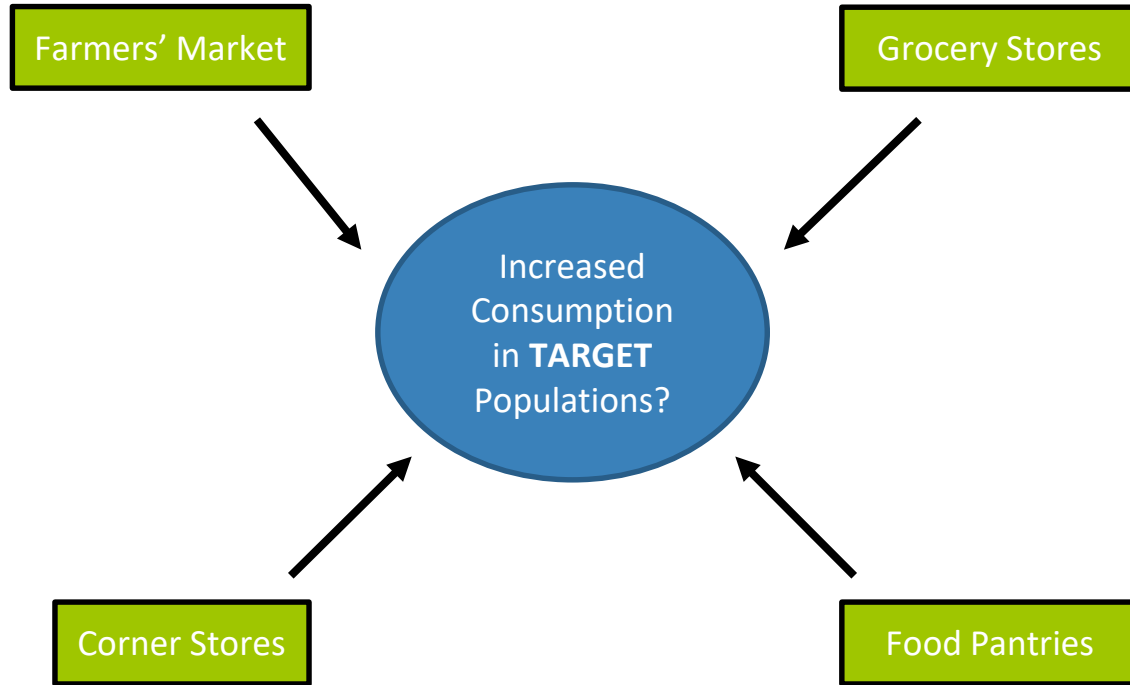 Farmers’ Market
Grocery Stores
Increased
Consumption
in TARGET
Populations?
Corner Stores
Food Pantries